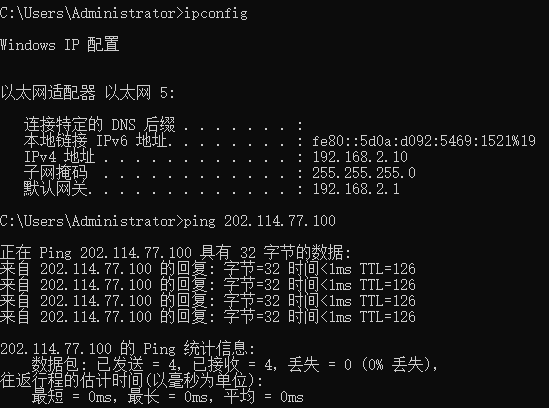 C:\Users\Administrator>ipconfig
Windows IP 配置
以太网适配器 以太网 5:
连接特定的 DNS 后缀 . . . . . . . :
本地链接 IPv6 地址. . . . . . . . : fe80::5d0a:d092:5469:1521%19
IPv4 地址 . . . . . . . . . . . . : 192.168.2.10
子网掩码 . . . . . . . . . . . . : 255.255.255.0
默认网关. . . . . . . . . . . . . : 192.168.2.1
C:\Users\Administrator>ping 202.114.77.100
正在 Ping 202.114.77.100 具有 32 字节的数据:
来自 202.114.77.100 的回复: 字节=32 时间<1ms TTL=126
来自 202.114.77.100 的回复: 字节=32 时间<1ms TTL=126
来自 202.114.77.100 的回复: 字节=32 时间<1ms TTL=126
来自 202.114.77.100 的回复: 字节=32 时间<1ms TTL=126
202.114.77.100 的 Ping 统计信息:
数据包: 已发送 = 4, 已接收 = 4, 丢失 = 0 (0% 丢失),
往返行程的估计时间(以毫秒为单位):
最短 = 0ms, 最长 = 0ms, 平均 = 0ms